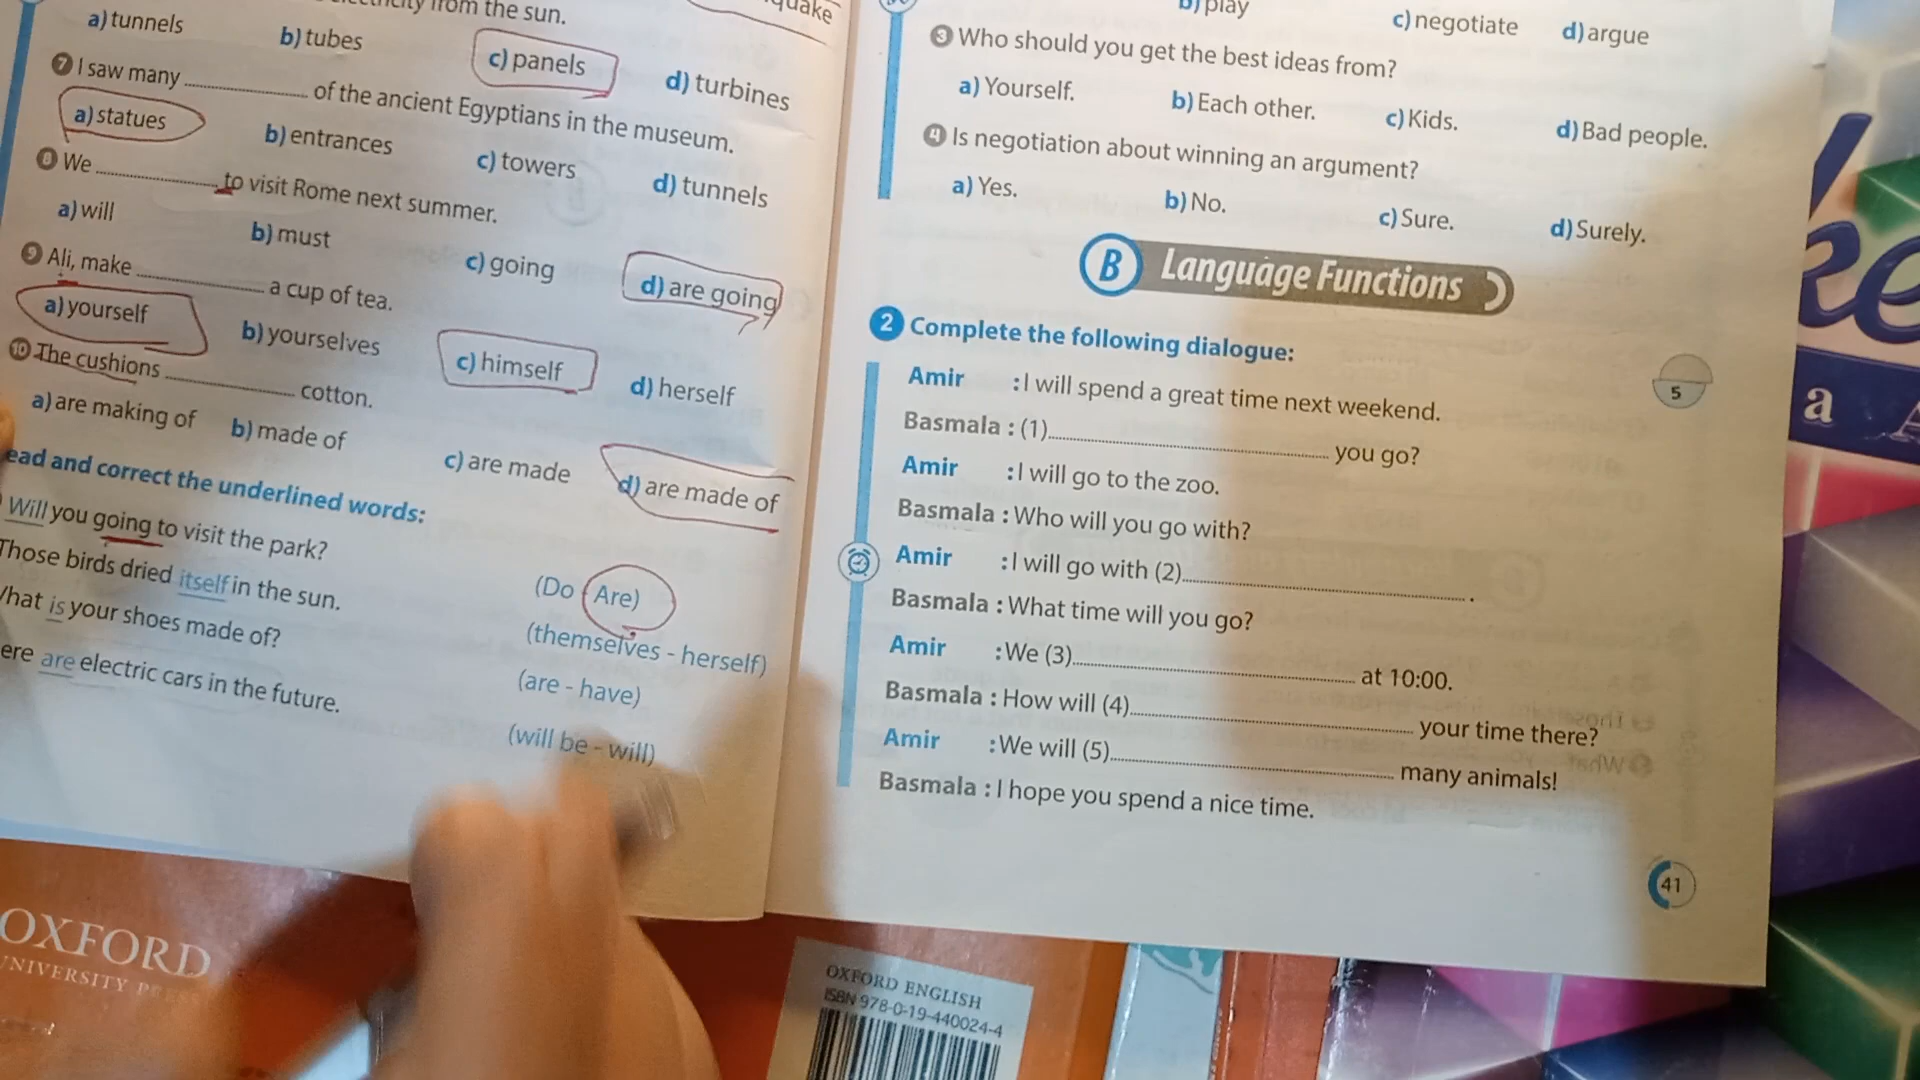 from the sun.
quake
a) tunnels b) tubes c) panels d) turbines
7 I saw many ............ of the ancient Egyptians in the museum.
a) statues b) entrances c) towers d) tunnels
8 We ............ to visit Rome next summer.
a) will b) must c) going d) are going
9 Ali, make ............ a cup of tea.
a) yourself b) yourselves c) himself d) herself
10 The cushions ............ cotton.
a) are making of b) made of c) are made d) are made of
ead and correct the underlined words:
Will you going to visit the park? (Do - Are)
Those birds dried itself in the sun. (themselves - herself)
hat is your shoes made of? (are - have)
ere are electric cars in the future. (will be - will)
b) play c) negotiate d) argue
3 Who should you get the best ideas from?
a) Yourself. b) Each other. c) Kids. d) Bad people.
4 Is negotiation about winning an argument?
a) Yes. b) No. c) Sure. d) Surely.
B Language Functions
2 Complete the following dialogue:
5
Amir : I will spend a great time next weekend.
Basmala : (1)............ you go?
Amir : I will go to the zoo.
Basmala : Who will you go with?
Amir : I will go with (2)............ .
Basmala : What time will you go?
Amir : We (3)............ at 10:00.
Basmala : How will (4)............ your time there?
Amir : We will (5)............ many animals!
Basmala : I hope you spend a nice time.
41
ke
a
OXFORD
UNIVERSITY
OXFORD ENGLISH
ISBN 978-0-19-440024-4